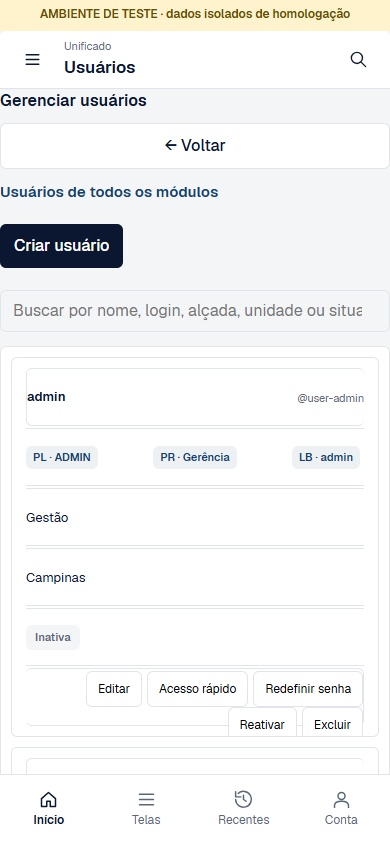 AMBIENTE DE TESTE · dados isolados de homologação
Unificado
Usuários
Gerenciar usuários
← Voltar
Usuários de todos os módulos
Criar usuário
Buscar por nome, login, alçada, unidade ou situa
admin @user-admin
PL · ADMIN PR · Gerência LB · admin
Gestão
Campinas
Inativa
Editar Acesso rápido Redefinir senha
Reativar Excluir
Início Telas Recentes Conta